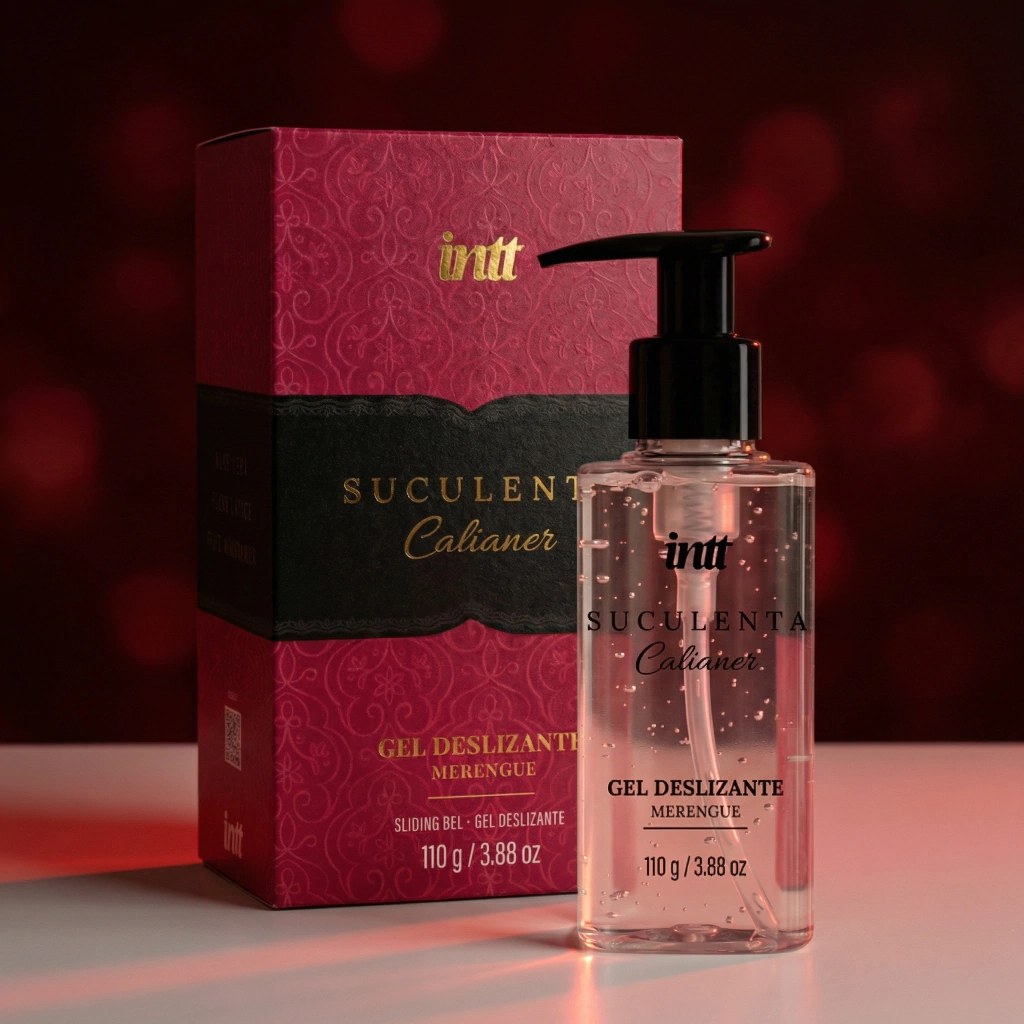 intt
SUCULENT
Calianer
GEL DESLIZANTE
MERENGUE
SLIDING BEL · GEL DESLIZANTE
110 g / 3.88 oz
intt
intt
SUCULENTA
Calianer
GEL DESLIZANTE
MERENGUE
110 g / 3.88 oz